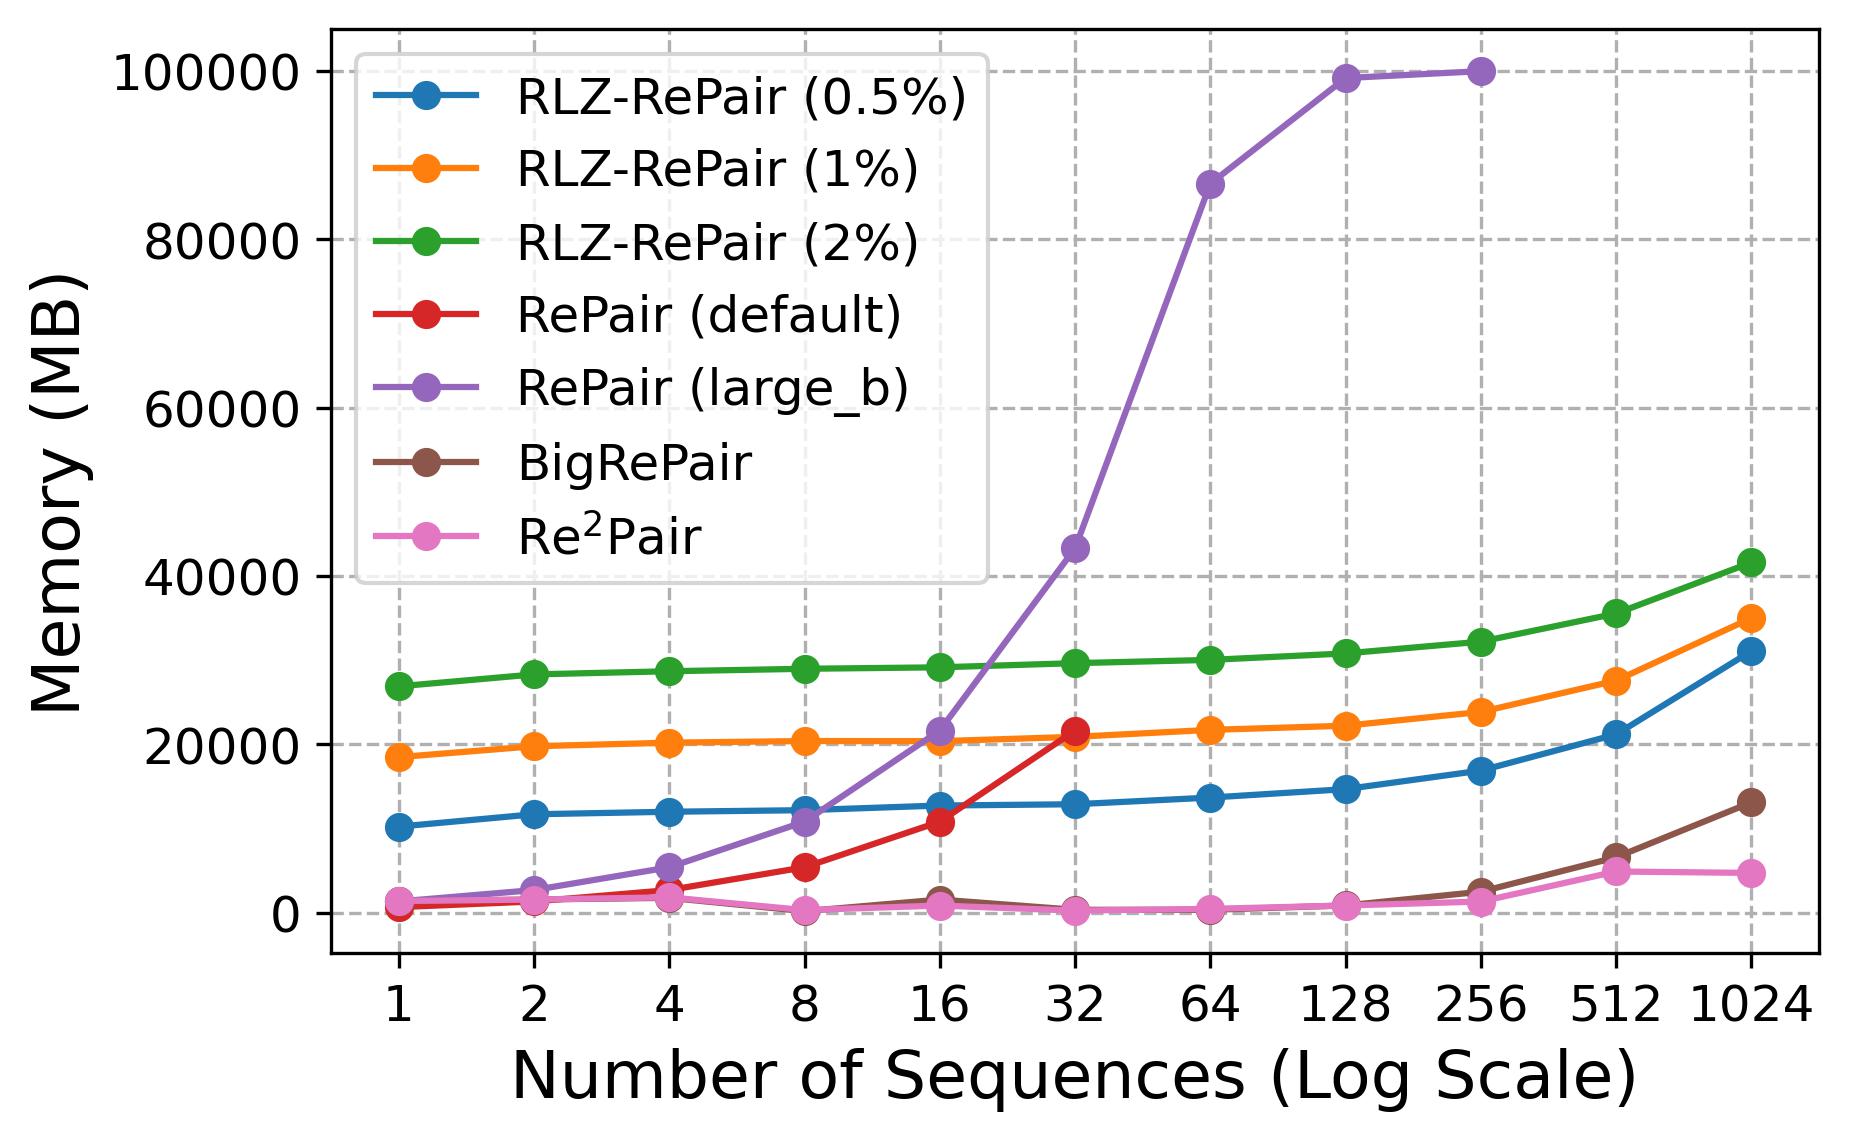 100000
80000
60000
40000
20000
0
Memory (MB)
RLZ-RePair (0.5%)
RLZ-RePair (1%)
RLZ-RePair (2%)
RePair (default)
RePair (large_b)
BigRePair
Re²Pair
1 2 4 8 16 32 64 128 256 512 1024
Number of Sequences (Log Scale)